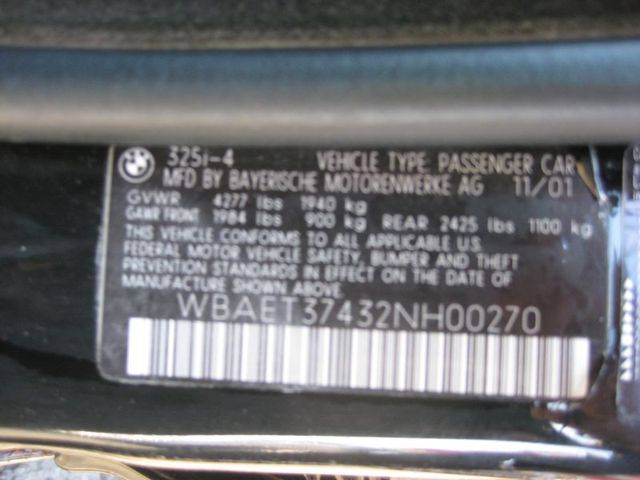 325i-4 VEHICLE TYPE: PASSENGER CAR
MFD BY BAYERISCHE MOTORENWERKE AG 11/01
GVWR 4277 lbs 1940 kg
GAWR FRONT 1984 lbs 900 kg REAR 2425 lbs 1100 kg
THIS VEHICLE CONFORMS TO ALL APPLICABLE U.S.
FEDERAL MOTOR VEHICLE SAFETY, BUMPER AND THEFT
PREVENTION STANDARDS IN EFFECT ON THE DATE OF
MANUFACTURE SHOWN ABOVE.
WBAET37432NH00270